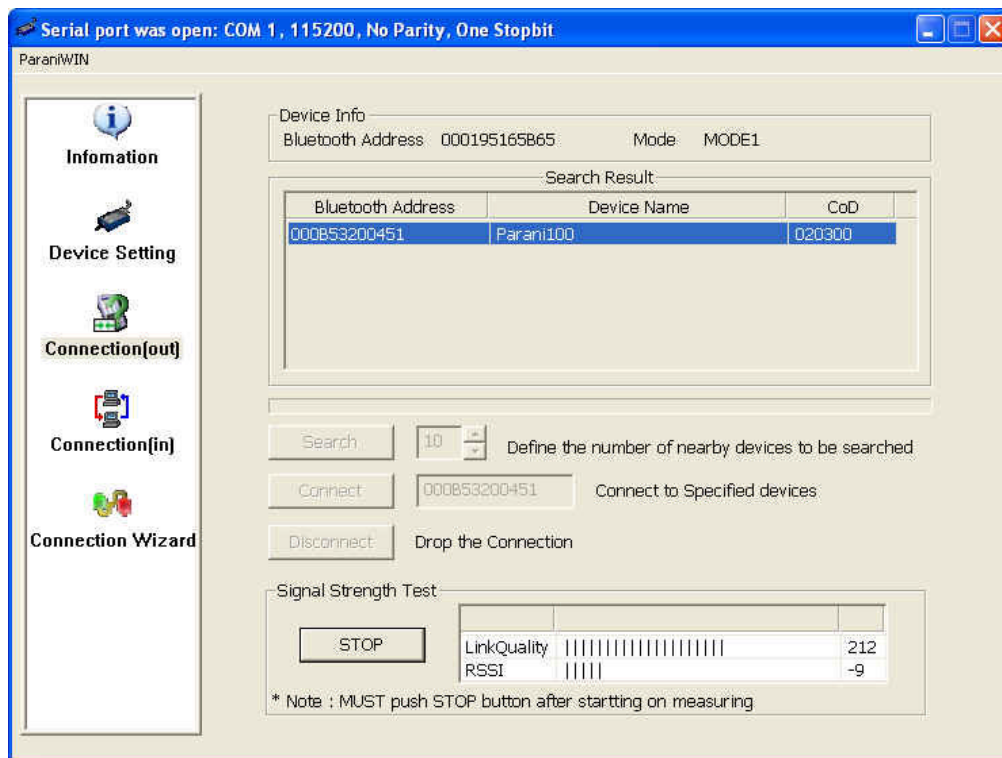 Serial port was open: COM 1, 115200, No Parity, One Stopbit
ParaniWIN
Infomation
Device Setting
Connection(out)
Connection(in)
Connection Wizard
Device Info
Bluetooth Address 000195165B65 Mode MODE1
Search Result
Bluetooth Address Device Name CoD
000B53200451 Parani100 020300
Search 10 Define the number of nearby devices to be searched
Connect 000B53200451 Connect to Specified devices
Disconnect Drop the Connection
Signal Strength Test
STOP
LinkQuality |||||||||||||||||||| 212
RSSI ||||| -9
* Note : MUST push STOP button after startting on measuring